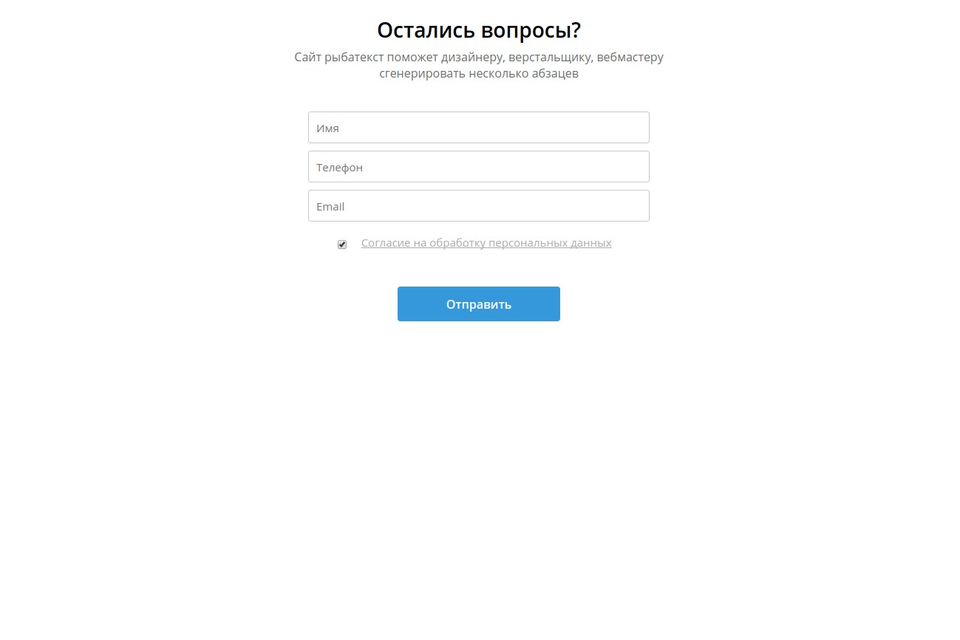 Остались вопросы?
Сайт рыбатекст поможет дизайнеру, верстальщику, вебмастеру
сгенерировать несколько абзацев
Имя
Телефон
Email
Согласие на обработку персональных данных
Отправить